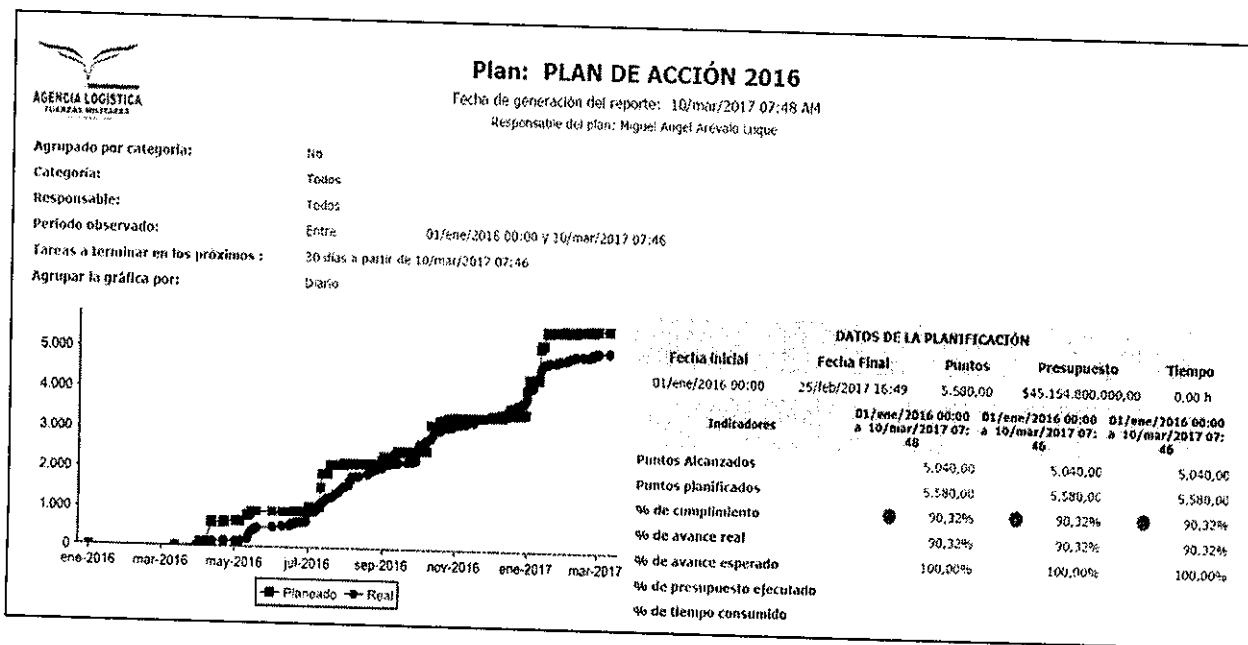 AGENCIA LOGÍSTICA
FUERZAS MILITARES
Plan: PLAN DE ACCIÓN 2016
Fecha de generación del reporte: 10/mar/2017 07:48 AM
Responsable del plan: Miguel Angel Arévalo Luque
Agrupado por categoría: No
Categoría: Todos
Responsable: Todos
Período observado: Entre 01/ene/2016 00:00 y 10/mar/2017 07:46
Tareas a terminar en los próximos : 30 días a partir de 10/mar/2017 07:46
Agrupar la gráfica por: Diario
5.000
4.000
3.000
2.000
1.000
0
ene-2016 mar-2016 may-2016 jul-2016 sep-2016 nov-2016 ene-2017 mar-2017
Planeado Real
DATOS DE LA PLANIFICACIÓN
Fecha Inicial Fecha Final Puntos Presupuesto Tiempo
01/ene/2016 00:00 25/feb/2017 16:49 5.580,00 $45.154.800.000,00 0,00 h
Indicadores 01/ene/2016 00:00 01/ene/2016 00:00 01/ene/2016 00:00
a 10/mar/2017 07: a 10/mar/2017 07: a 10/mar/2017 07:
46 46 46
Puntos Alcanzados 5.040,00 5.040,00 5.040,00
Puntos planificados 5.580,00 5.580,00 5.580,00
% de cumplimiento 90,32% 90,32% 90,32%
% de avance real 90,32% 90,32% 90,32%
% de avance esperado 100,00% 100,00% 100,00%
% de presupuesto ejecutado
% de tiempo consumido